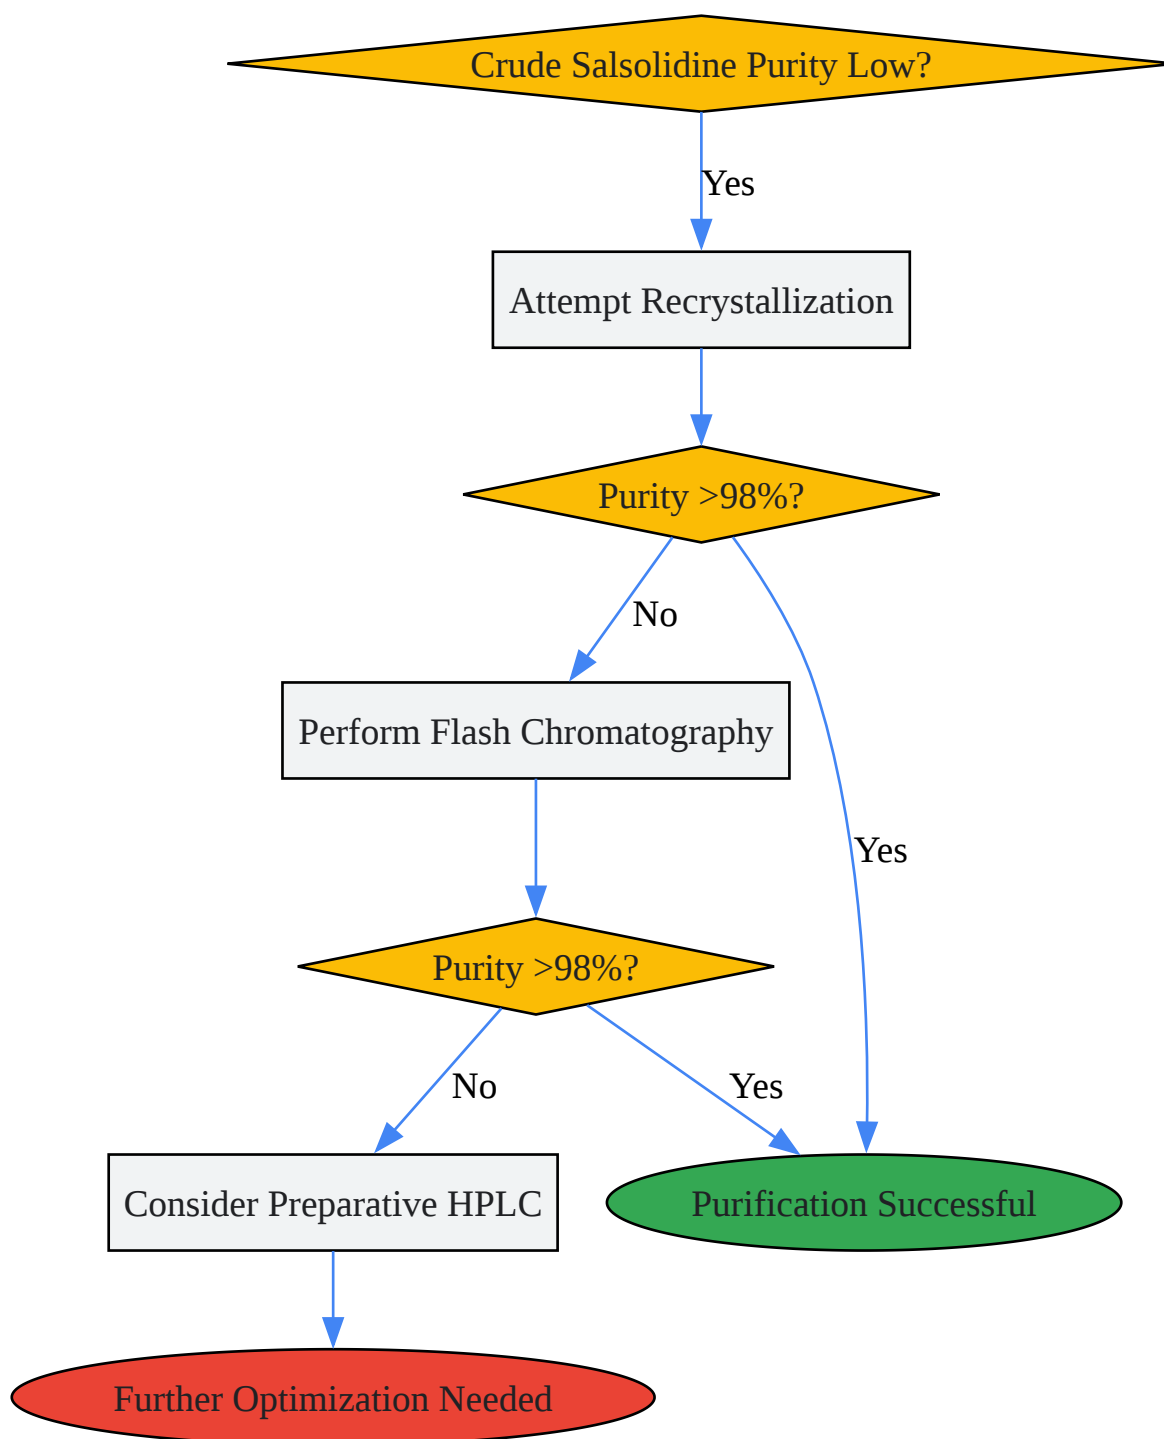 Crude Salsolidine Purity Low?
Yes
Attempt Recrystallization
Purity >98%?
No
Perform Flash Chromatography
Yes
Purity >98%?
No
Yes
Consider Preparative HPLC
Purification Successful
Further Optimization Needed